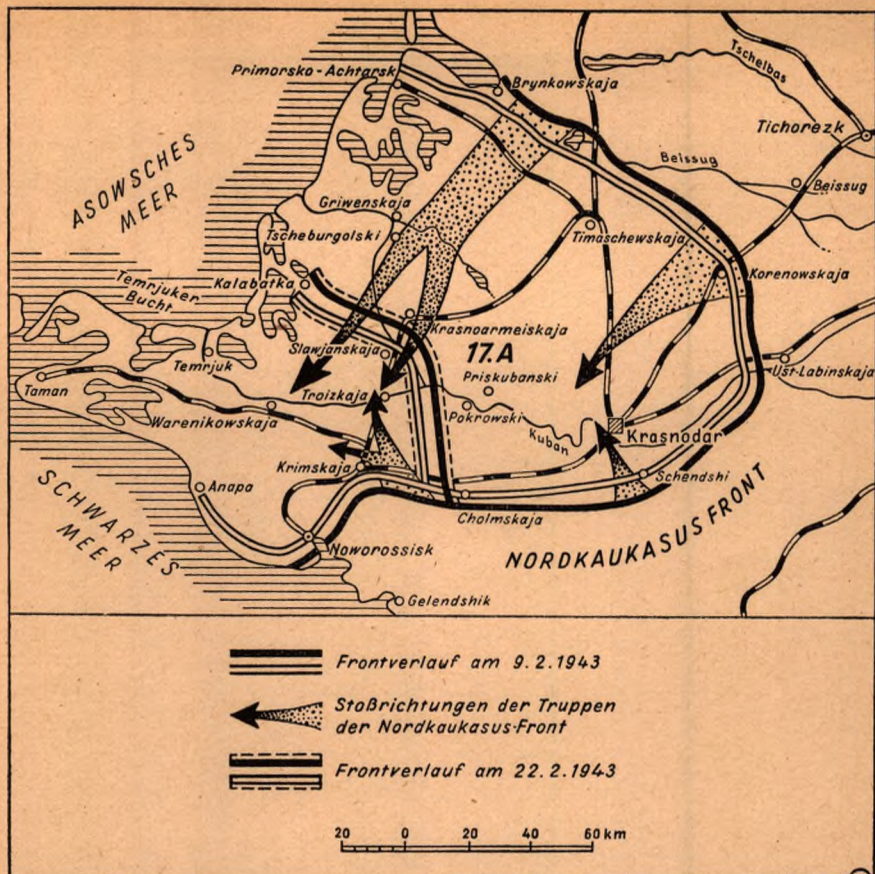 Tschelbas
Primorsko-Achtarsk
Brynkowskaja
Tichorezk
ASOWSCHES
MEER
Beissug
Beissug
Griwenskaja
Tscheburgolski
Timaschewskaja
Temrjuker
Bucht
Kalabatka
Korenowskaja
Krasnoarmeiskaja
Slawjanskaja
17.A
Temrjuk
Priskubanski
Ust-Labinskaja
Taman
Troizkaja
Warenikowskaja
Pokrowski
Kuban
Krasnodar
Krimskaja
Schendshi
Anapa
SCHWARZES
MEER
Cholmskaja
NORDKAUKASUS FRONT
Noworossisk
Gelendshik
Frontverlauf am 9.2.1943
Stoßrichtungen der Truppen
der Nordkaukasus-Front
Frontverlauf am 22.2.1943
20 0 20 40 60 km